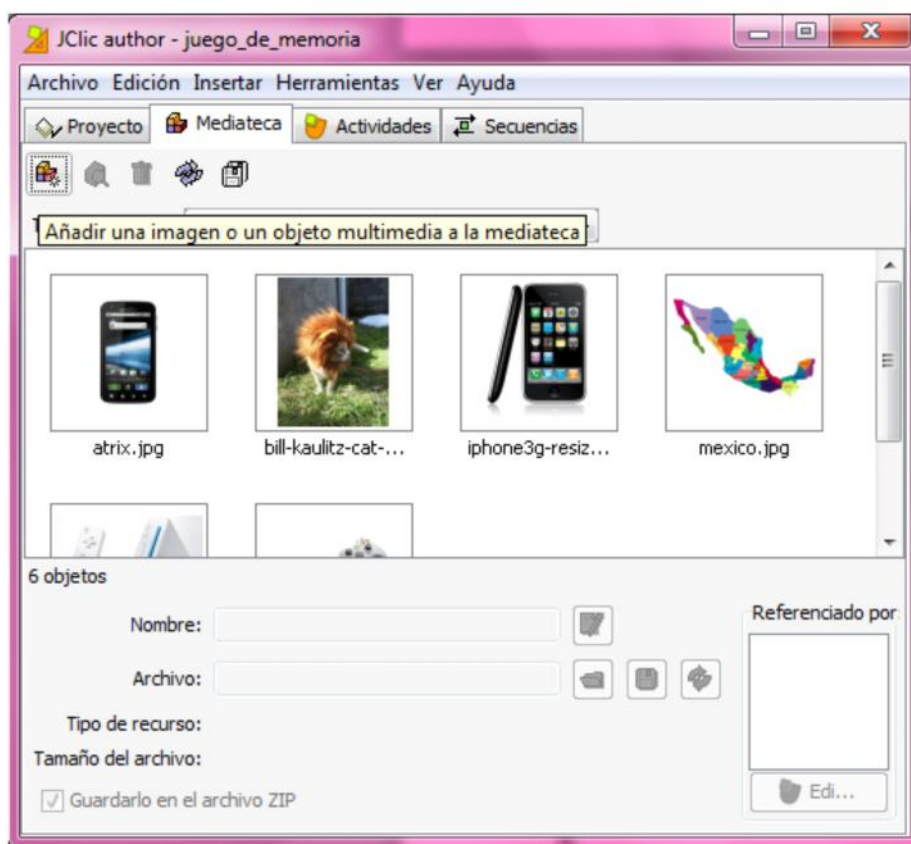 JClic author - juego_de_memoria
Archivo Edición Insertar Herramientas Ver Ayuda
Proyecto Mediateca Actividades Secuencias
Añadir una imagen o un objeto multimedia a la mediateca
atrix.jpg bill-kaulitz-cat-... iphone3g-resiz... mexico.jpg
6 objetos
Nombre:
Referenciado por:
Archivo:
Tipo de recurso:
Tamaño del archivo:
Guardarlo en el archivo ZIP
Edi...